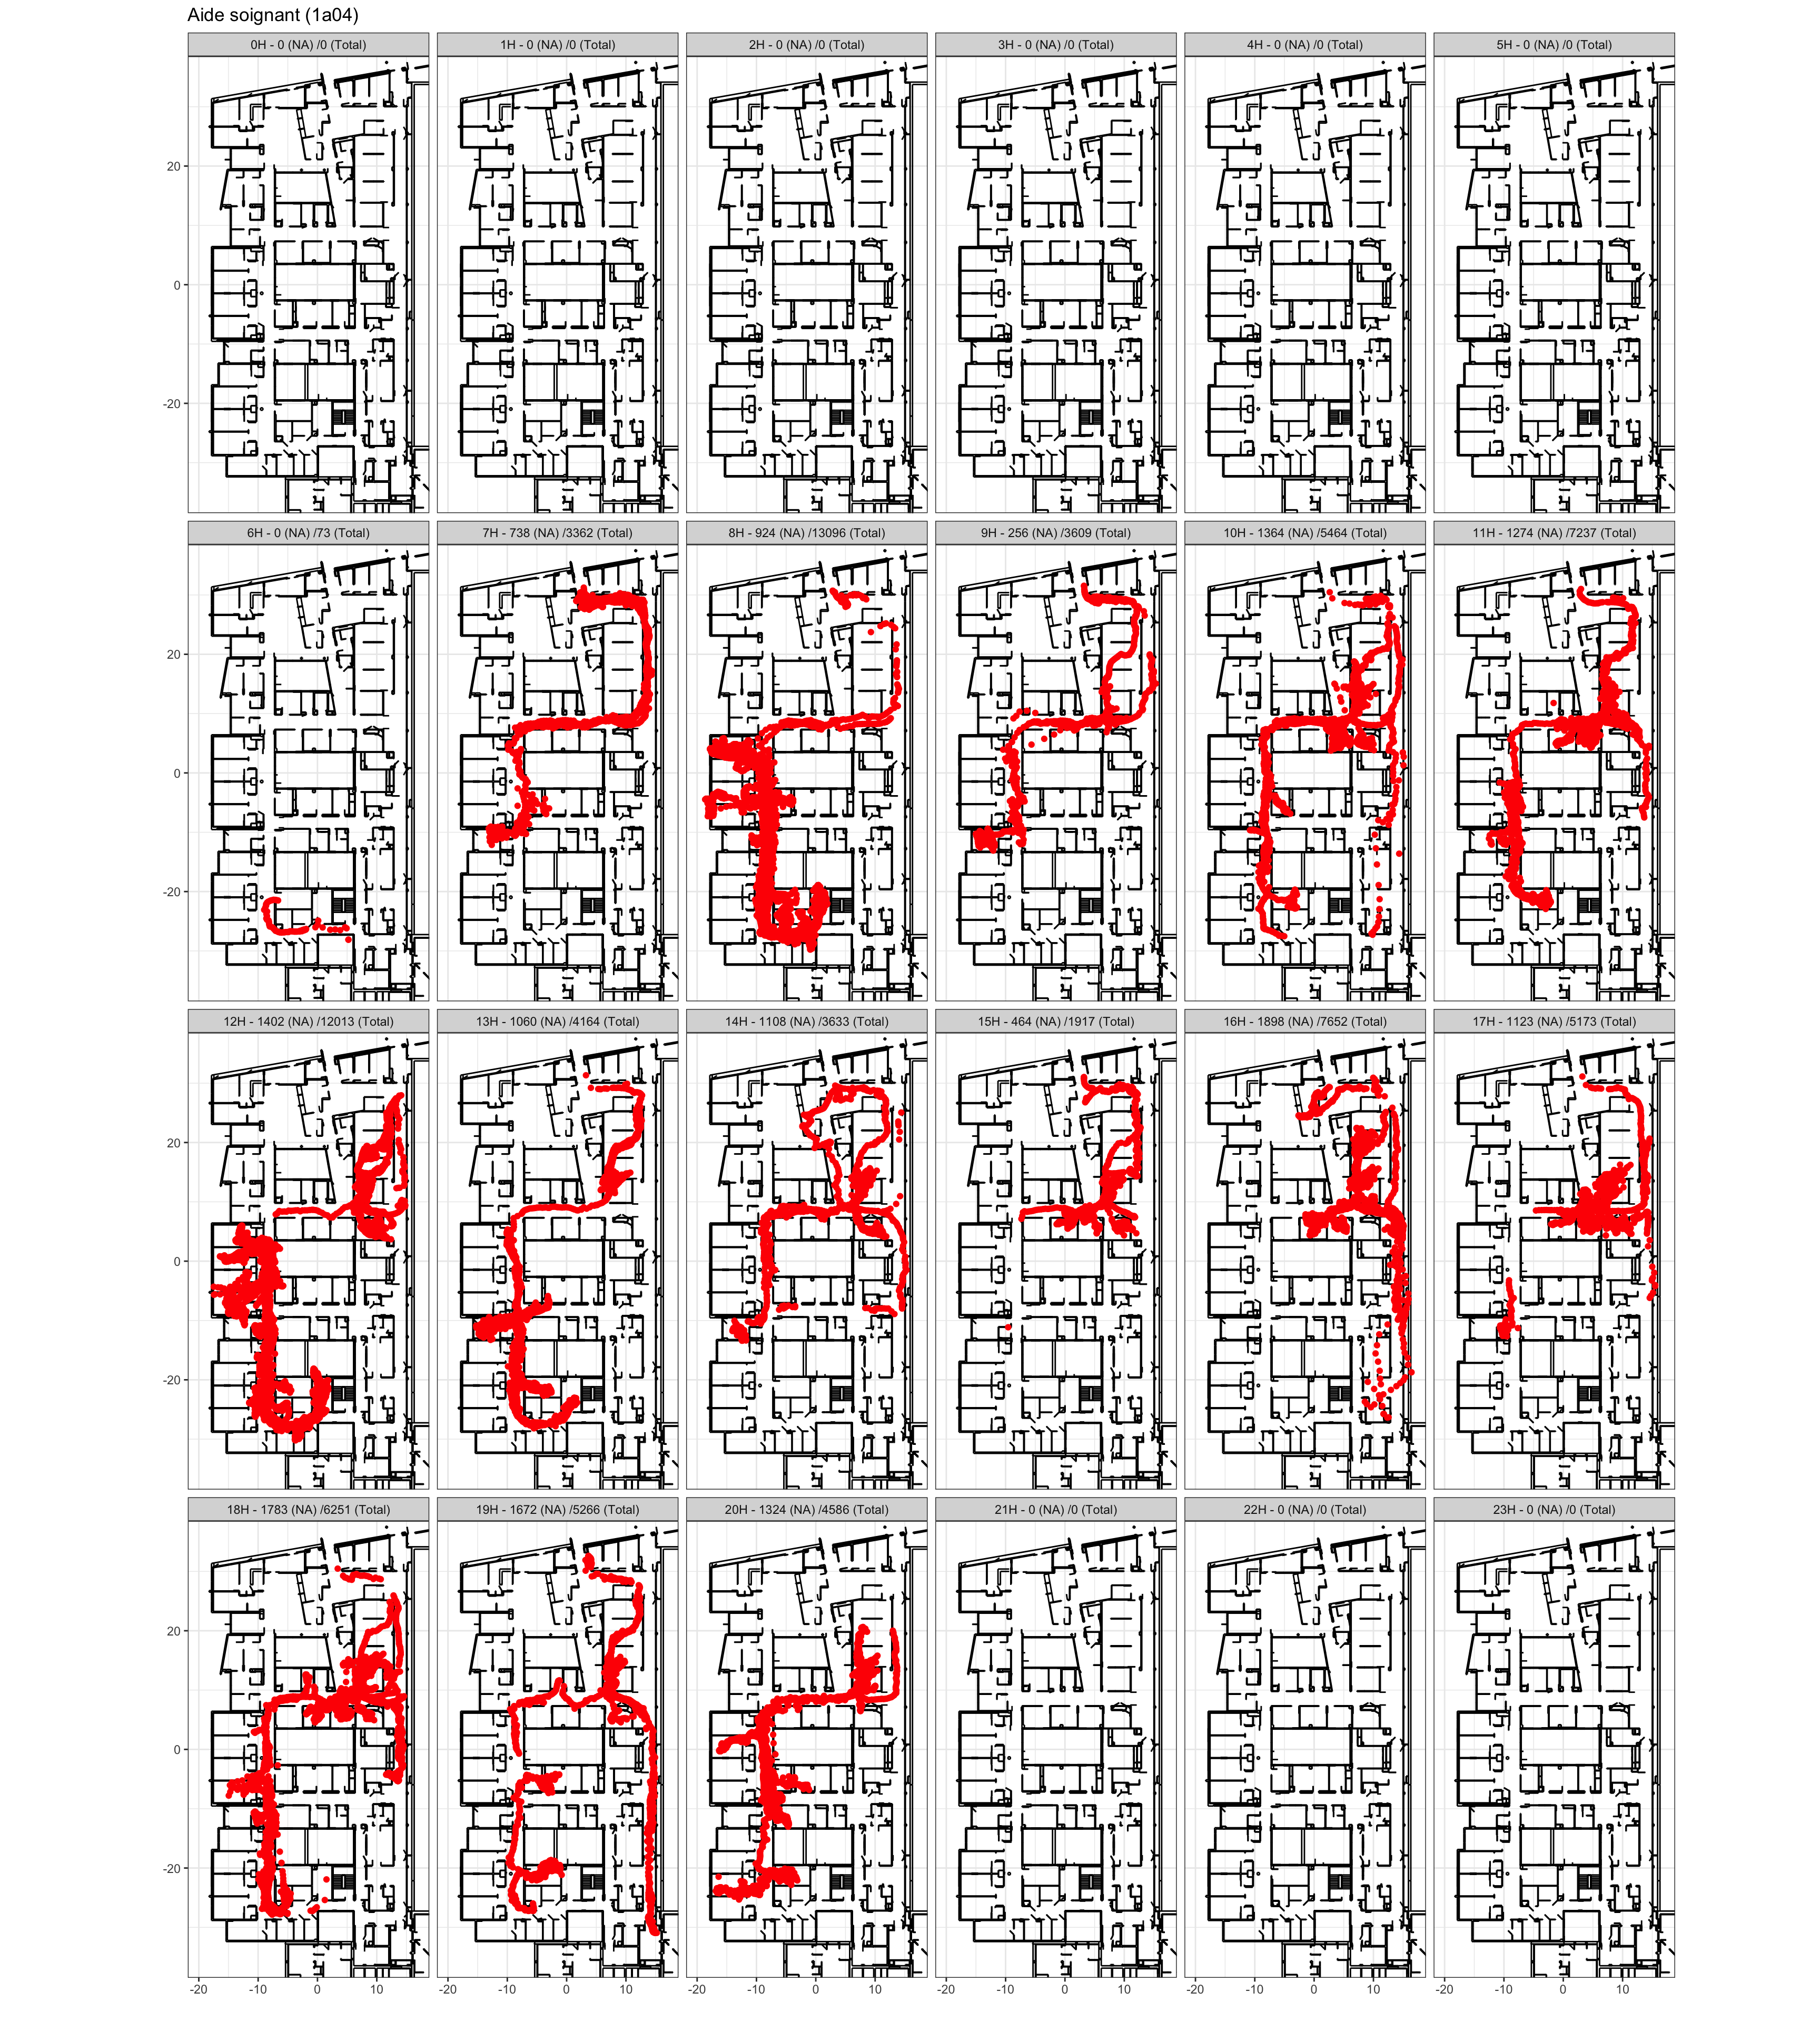 Aide soignant (1a04)
0H - 0 (NA) /0 (Total) 1H - 0 (NA) /0 (Total) 2H - 0 (NA) /0 (Total) 3H - 0 (NA) /0 (Total) 4H - 0 (NA) /0 (Total) 5H - 0 (NA) /0 (Total)
20
0
-20
6H - 0 (NA) /73 (Total) 7H - 738 (NA) /3362 (Total) 8H - 924 (NA) /13096 (Total) 9H - 256 (NA) /3609 (Total) 10H - 1364 (NA) /5464 (Total) 11H - 1274 (NA) /7237 (Total)
20
0
-20
12H - 1402 (NA) /12013 (Total) 13H - 1060 (NA) /4164 (Total) 14H - 1108 (NA) /3633 (Total) 15H - 464 (NA) /1917 (Total) 16H - 1898 (NA) /7652 (Total) 17H - 1123 (NA) /5173 (Total)
20
0
-20
18H - 1783 (NA) /6251 (Total) 19H - 1672 (NA) /5266 (Total) 20H - 1324 (NA) /4586 (Total) 21H - 0 (NA) /0 (Total) 22H - 0 (NA) /0 (Total) 23H - 0 (NA) /0 (Total)
20
0
-20
-20 -10 0 10 -20 -10 0 10 -20 -10 0 10 -20 -10 0 10 -20 -10 0 10 -20 -10 0 10